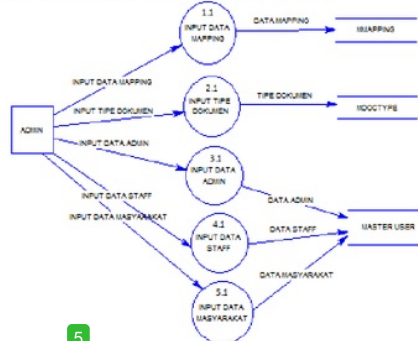 1.1
INPUT DATA
MAPPING
DATA MAPPING
MMAPPING
INPUT DATA MAPPING
2.1
INPUT TIPE
DOKUMEN
TIPE DOKUMEN
MDOCTYPE
INPUT TIPE DOKUMEN
ADMIN
INPUT DATA ADMIN
3.1
INPUT DATA
ADMIN
DATA ADMIN
INPUT DATA STAFF
INPUT DATA MASYARAKAT
4.1
INPUT DATA
STAFF
DATA STAFF
MASTER USER
DATA MASYARAKAT
5.1
INPUT DATA
MASYARAKAT
5